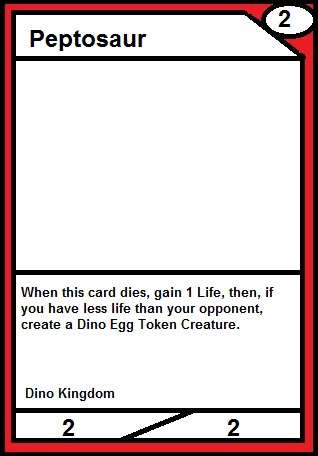 Peptosaur
2
When this card dies, gain 1 Life, then, if
you have less life than your opponent,
create a Dino Egg Token Creature.
Dino Kingdom
2
2